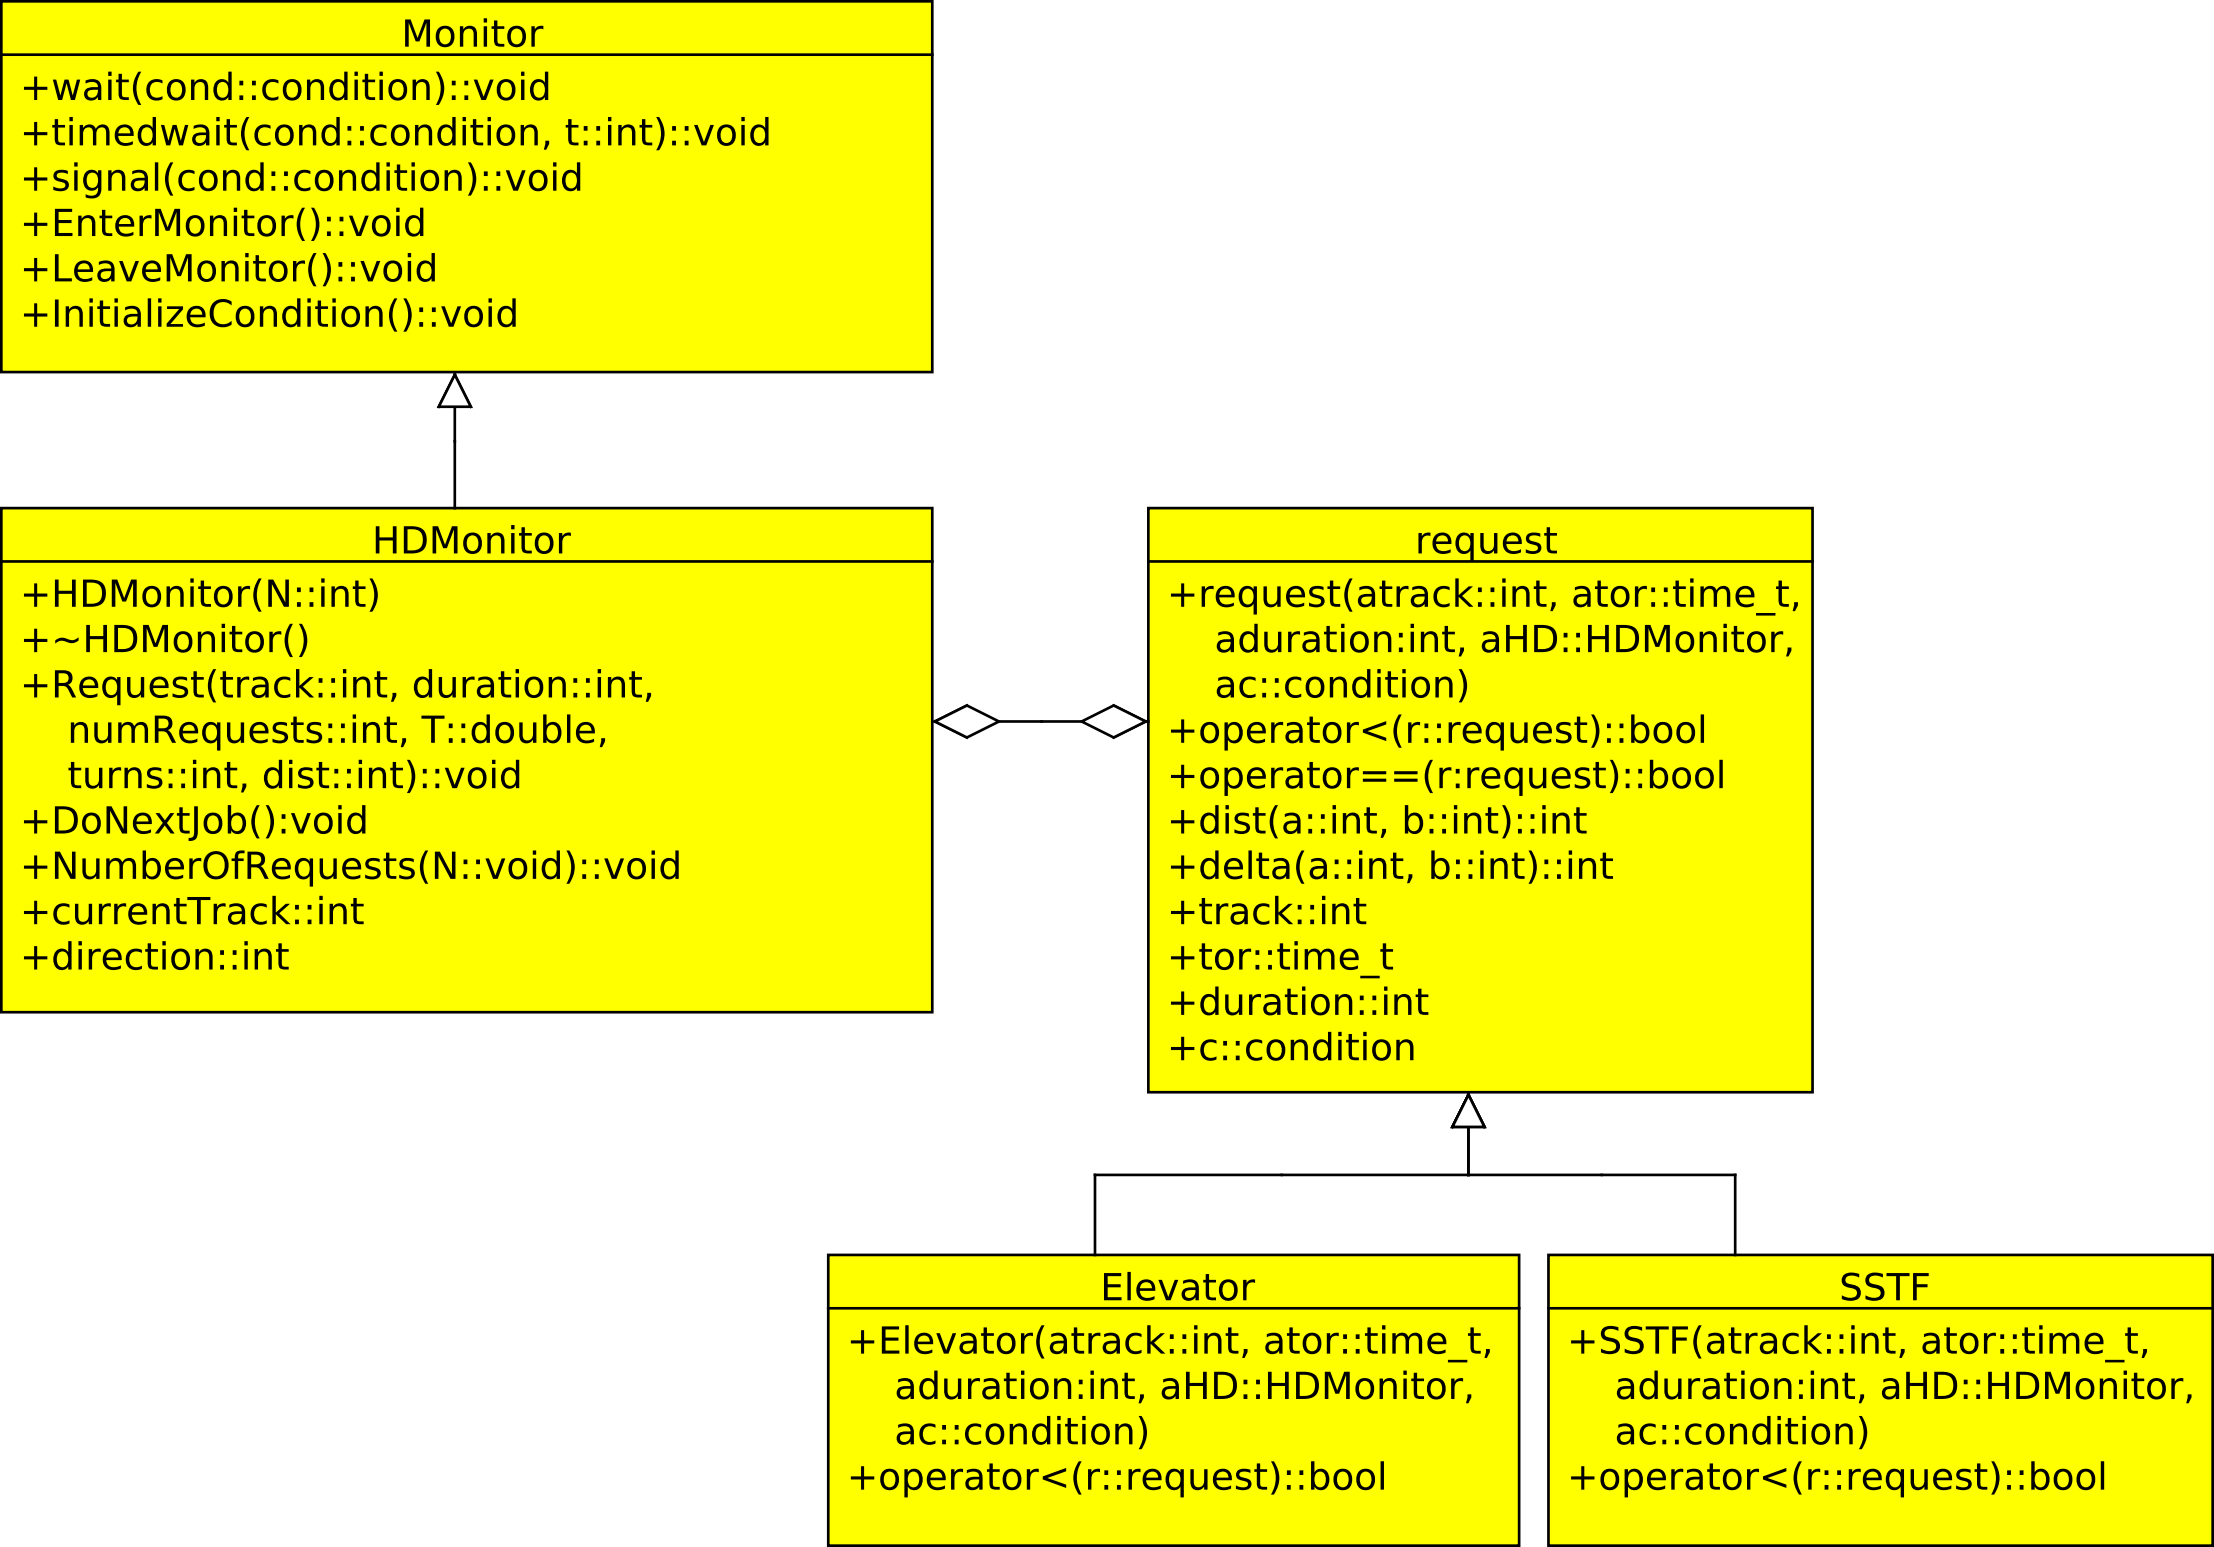 Monitor
+wait(cond::condition)::void
+timedwait(cond::condition, t::int)::void
+signal(cond::condition)::void
+EnterMonitor()::void
+LeaveMonitor()::void
+InitializeCondition()::void
HDMonitor
+HDMonitor(N::int)
+~HDMonitor()
+Request(track::int, duration::int,
numRequests::int, T::double,
turns::int, dist::int)::void
+DoNextJob():void
+NumberOfRequests(N::void)::void
+currentTrack::int
+direction::int
request
+request(atrack::int, ator::time_t,
aduration:int, aHD::HDMonitor,
ac::condition)
+operator<(r::request)::bool
+operator==(r:request)::bool
+dist(a::int, b::int)::int
+delta(a::int, b::int)::int
+track::int
+tor::time_t
+duration::int
+c::condition
Elevator
+Elevator(atrack::int, ator::time_t,
aduration:int, aHD::HDMonitor,
ac::condition)
+operator<(r::request)::bool
SSTF
+SSTF(atrack::int, ator::time_t,
aduration:int, aHD::HDMonitor,
ac::condition)
+operator<(r::request)::bool